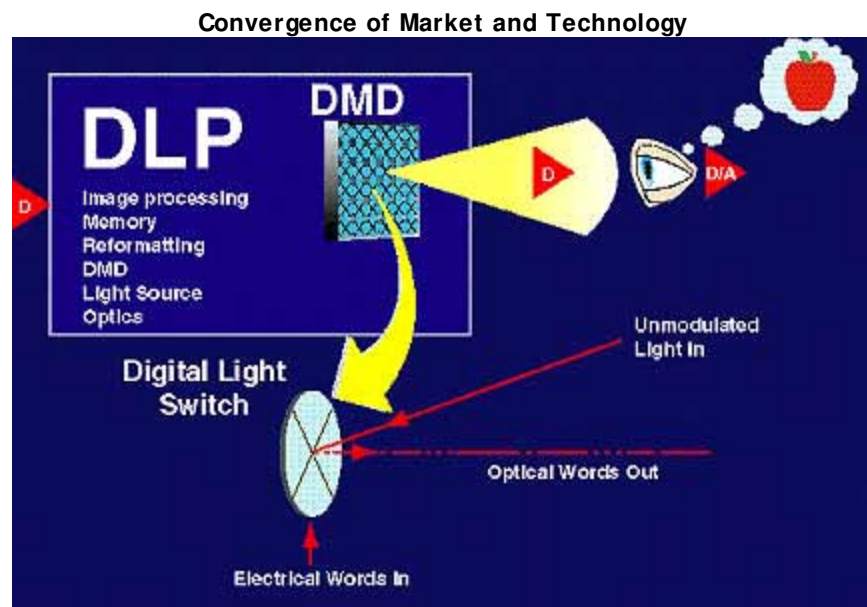 Convergence of Market and Technology
DLP
DMD
Image processing
Memory
Reformatting
DMD
Light Source
Optics
D
D
D/A
Digital Light
Switch
Unmodulated
Light In
Optical Words Out
Electrical Words In